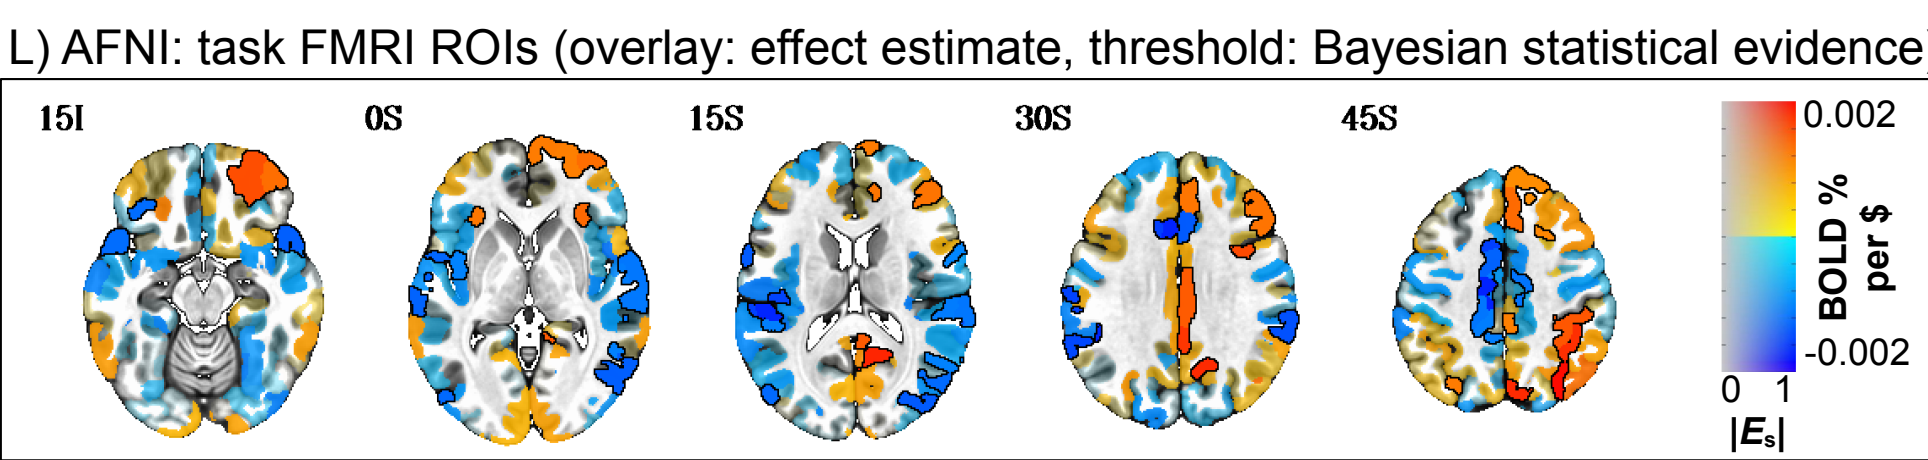 L) AFNI: task FMRI ROIs (overlay: effect estimate, threshold: Bayesian statistical evidence)
15I 0S 15S 30S 45S
0.002
BOLD %
per $
-0.002
0 1
|Es|